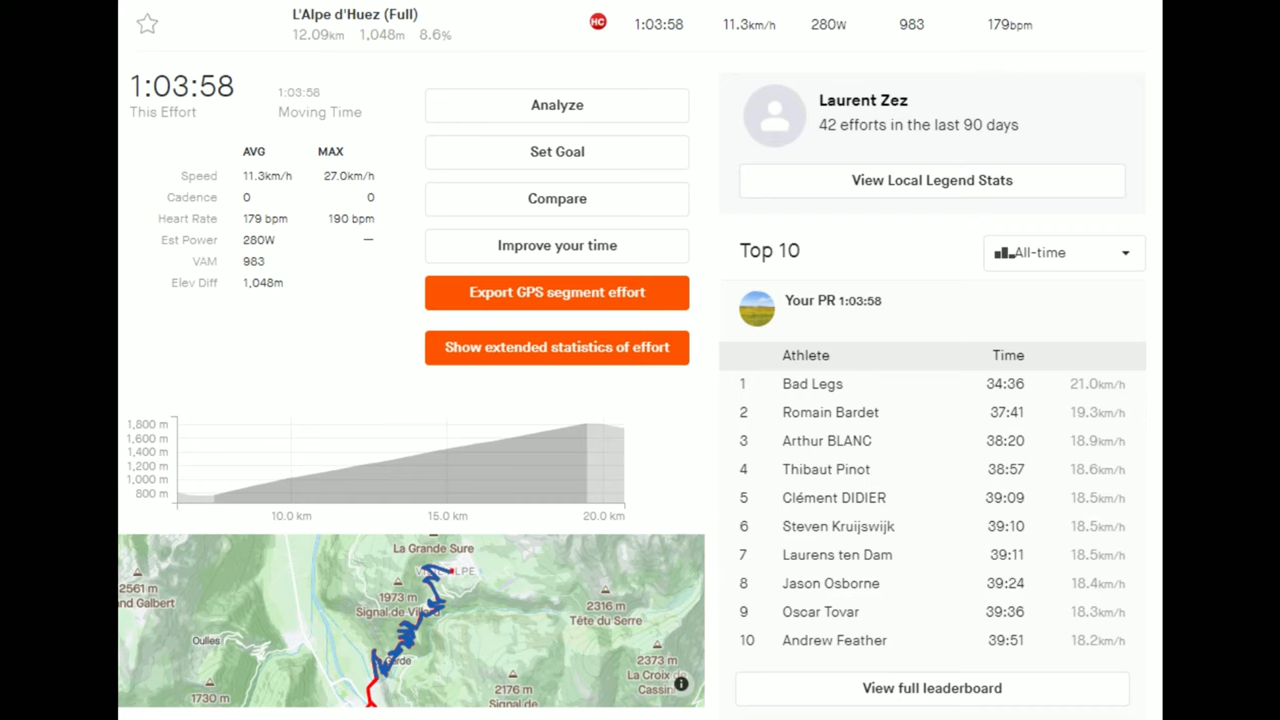 L'Alpe d'Huez (Full)
12.09km 1,048m 8.6%
HC 1:03:58 11.3km/h 280W 983 179bpm
1:03:58
This Effort
1:03:58
Moving Time
AVG MAX
Speed 11.3km/h 27.0km/h
Cadence 0 0
Heart Rate 179 bpm 190 bpm
Est Power 280W —
VAM 983
Elev Diff 1,048m
Analyze
Set Goal
Compare
Improve your time
Export GPS segment effort
Show extended statistics of effort
Laurent Zez
42 efforts in the last 90 days
View Local Legend Stats
Top 10
All-time
Your PR 1:03:58
Athlete Time
1 Bad Legs 34:36 21.0km/h
2 Romain Bardet 37:41 19.3km/h
3 Arthur BLANC 38:20 18.9km/h
4 Thibaut Pinot 38:57 18.6km/h
5 Clément DIDIER 39:09 18.5km/h
6 Steven Kruijswijk 39:10 18.5km/h
7 Laurens ten Dam 39:11 18.5km/h
8 Jason Osborne 39:24 18.4km/h
9 Oscar Tovar 39:36 18.3km/h
10 Andrew Feather 39:51 18.2km/h
View full leaderboard
1,800 m
1,600 m
1,400 m
1,200 m
1,000 m
800 m
10.0 km 15.0 km 20.0 km
La Grande Sure
2561 m
and Galbert
1973 m
Signal de
2316 m
Tête du Serre
Oulles
2373 m
La Croix
Cassin
1730 m
2176 m
Signal de